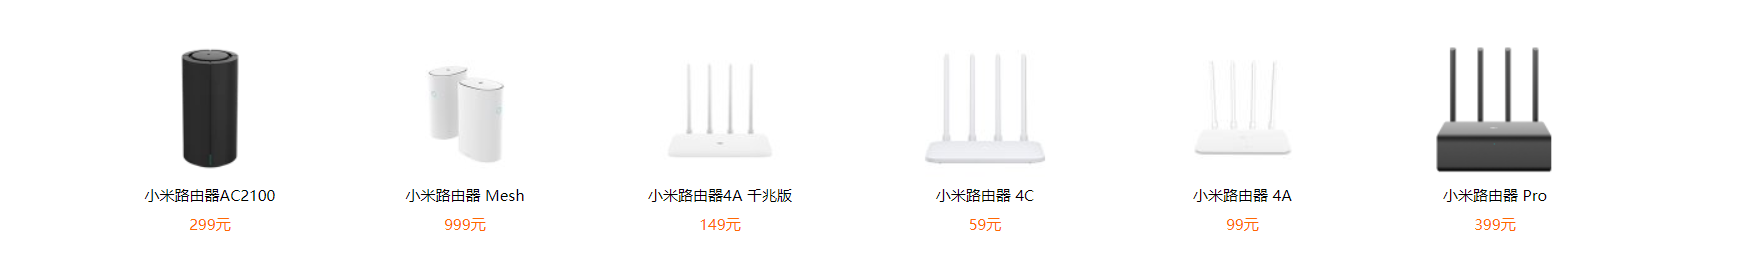 小米路由器AC2100
299元
小米路由器 Mesh
999元
小米路由器4A 千兆版
149元
小米路由器 4C
59元
小米路由器 4A
99元
小米路由器 Pro
399元